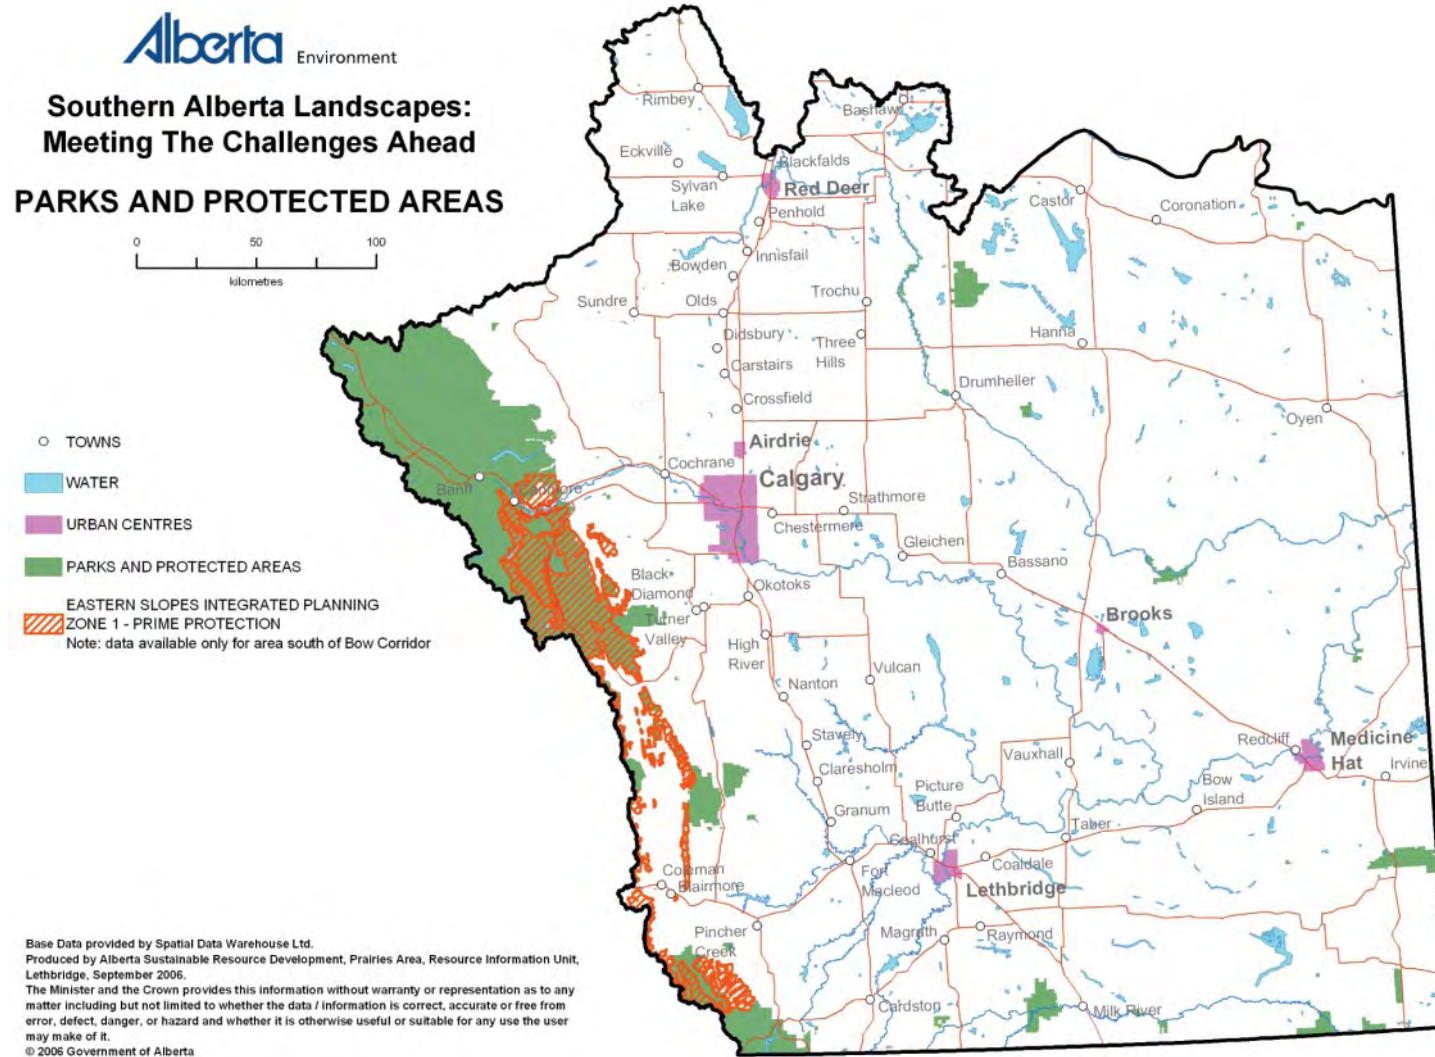 Alberta Environment
Southern Alberta Landscapes:
Meeting The Challenges Ahead
PARKS AND PROTECTED AREAS
0 50 100
kilometres
TOWNS
WATER
URBAN CENTRES
PARKS AND PROTECTED AREAS
EASTERN SLOPES INTEGRATED PLANNING
ZONE 1 - PRIME PROTECTION
Note: data available only for area south of Bow Corridor
Rimbey
Bashaw
Eckville
Blackfalds
Sylvan
Lake
Red Deer
Penhold
Castor
Coronation
Innisfail
Bowden
Sundre
Olds
Trochu
Didsbury
Three
Hills
Hanna
Carstairs
Drumheller
Crossfield
Oyen
Airdrie
Cochrane
Calgary
Banff
Canmore
Strathmore
Chestermere
Gleichen
Bassano
Black
Diamond
Okotoks
Turner
Valley
Brooks
High
River
Vulcan
Nanton
Stavely
Redcliff
Medicine
Hat
Vauxhall
Irvine
Claresholm
Picture
Butte
Bow
Island
Granum
Taber
Coalhurst
Coaldale
Coleman
Blairmore
Fort
Macleod
Lethbridge
Pincher
Creek
Magrath
Raymond
Cardston
Milk River
Base Data provided by Spatial Data Warehouse Ltd.
Produced by Alberta Sustainable Resource Development, Prairies Area, Resource Information Unit,
Lethbridge, September 2006.
The Minister and the Crown provides this information without warranty or representation as to any
matter including but not limited to whether the data / information is correct, accurate or free from
error, defect, danger, or hazard and whether it is otherwise useful or suitable for any use the user
may make of it.
© 2006 Government of Alberta